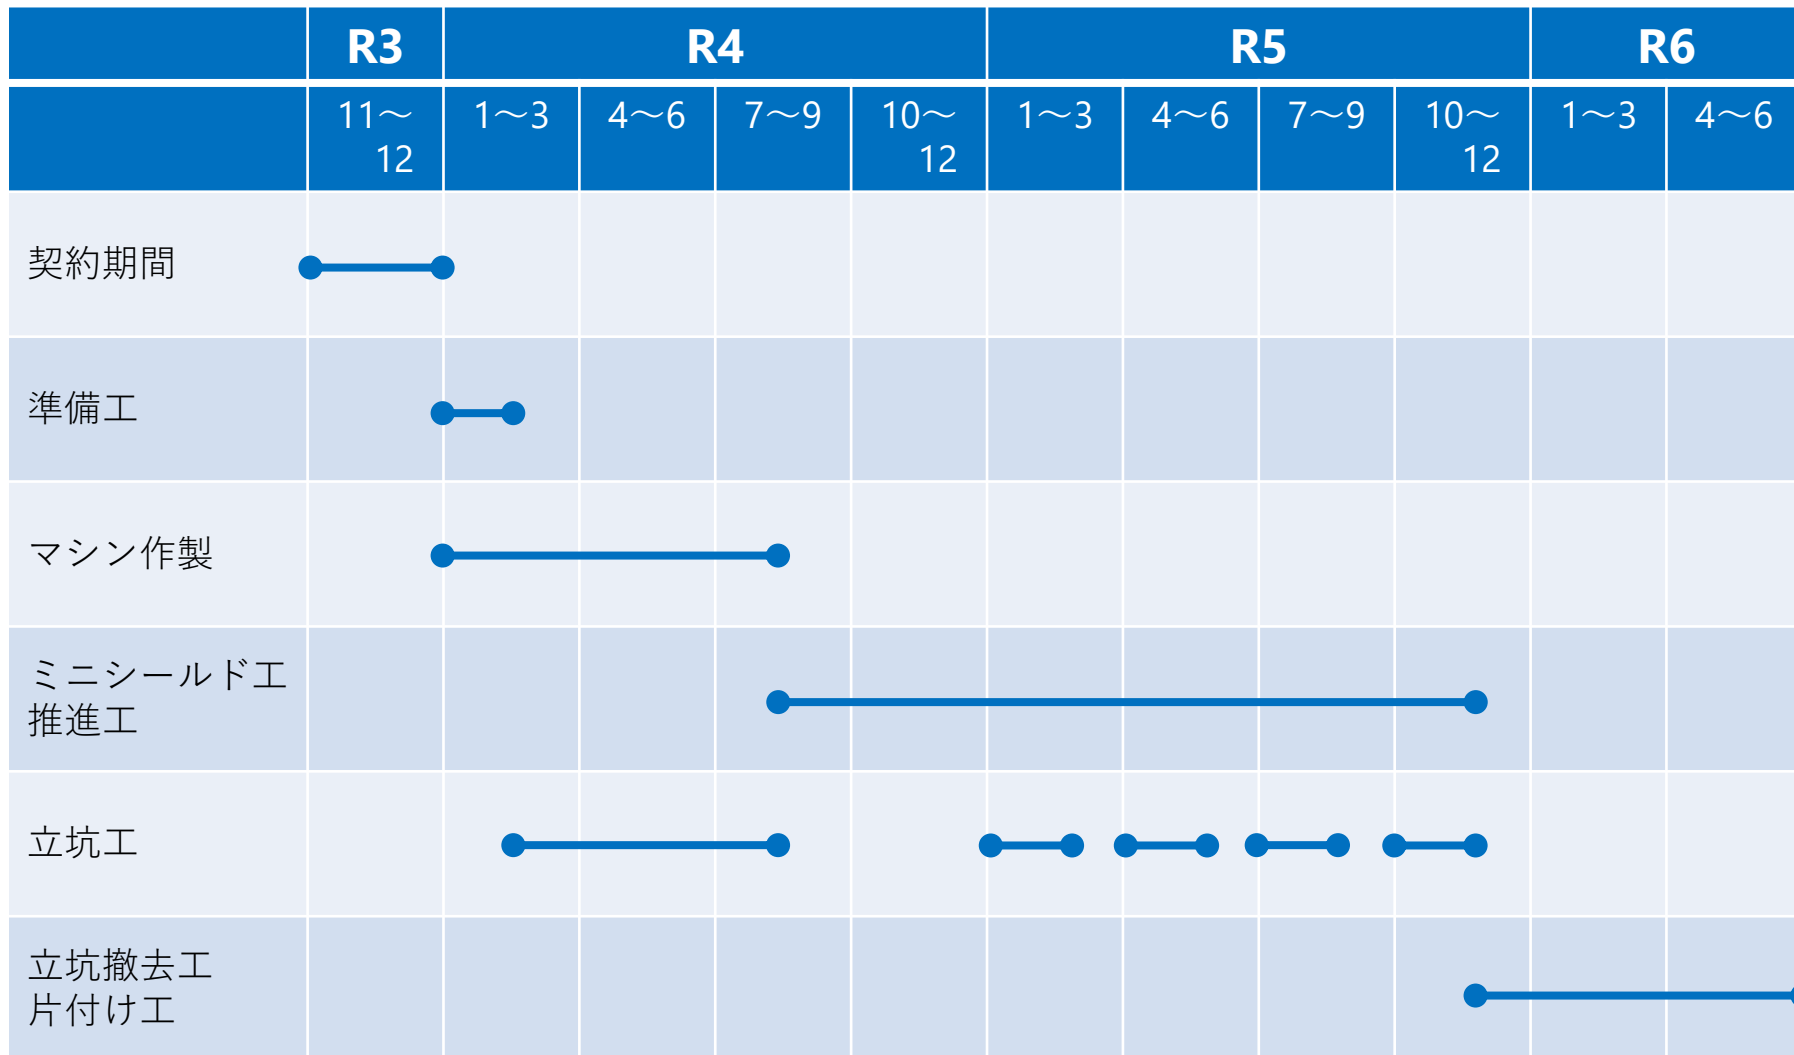 R3 R4 R5 R6
11～ 1～3 4～6 7～9 10～ 1～3 4～6 7～9 10～ 1～3 4～6
12 12 12
契約期間
準備工
マシン作製
ミニシールド工
推進工
立坑工
立坑撤去工
片付け工